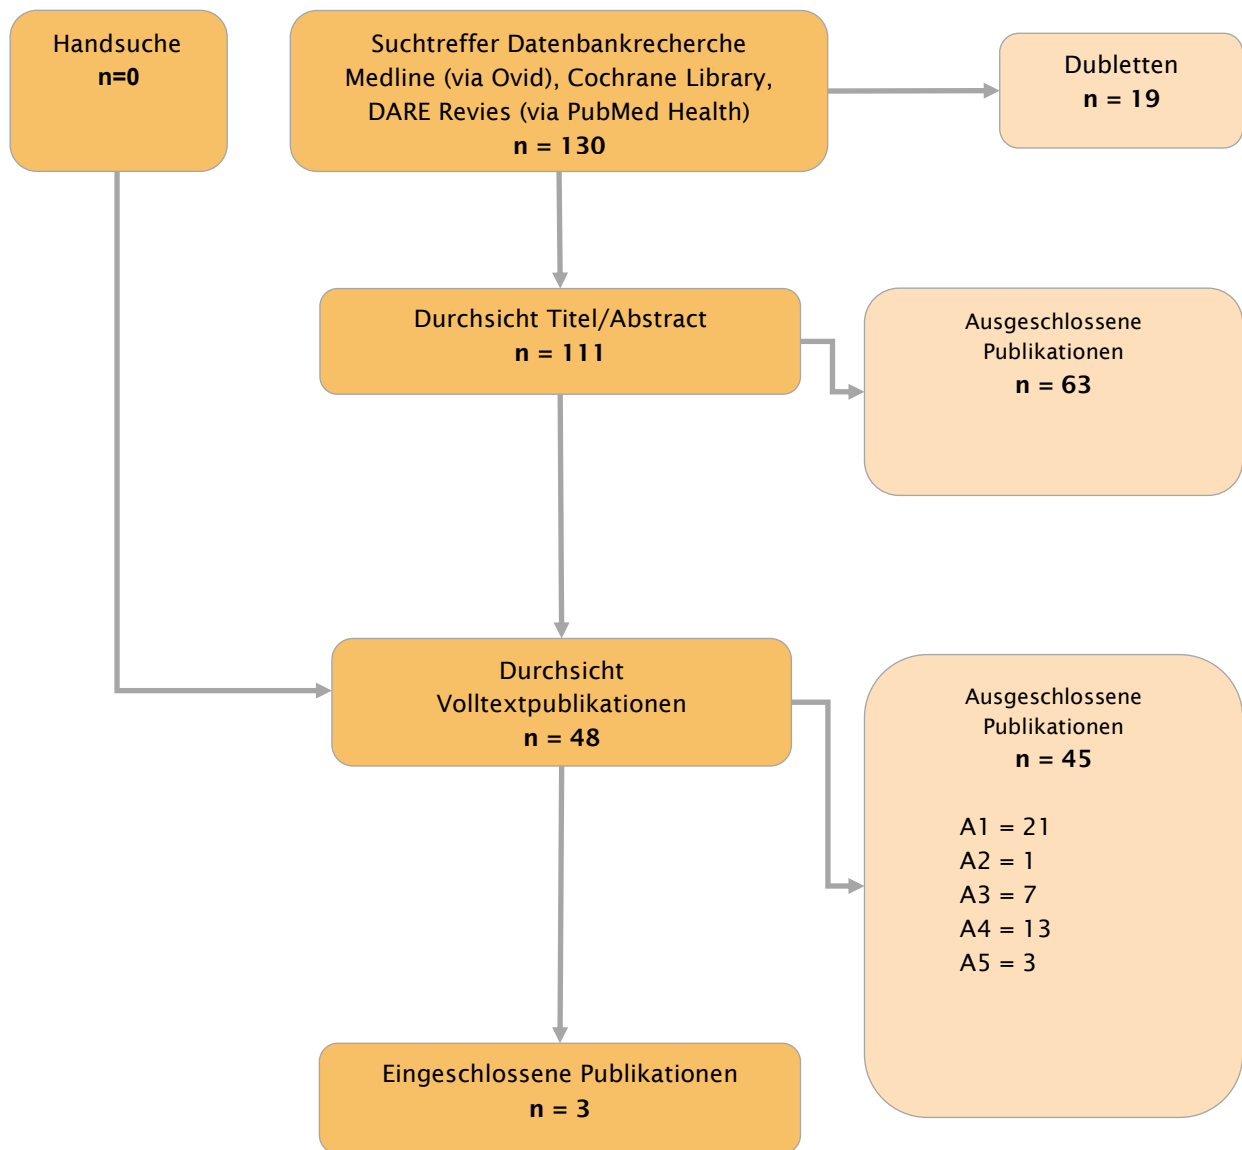 Handsuche
n=0
Suchtreffer Datenbankrecherche
Medline (via Ovid), Cochrane Library,
DARE Revies (via PubMed Health)
n = 130
Dubletten
n = 19
Durchsicht Titel/Abstract
n = 111
Ausgeschlossene
Publikationen
n = 63
Durchsicht
Volltextpublikationen
n = 48
Ausgeschlossene
Publikationen
n = 45
A1 = 21
A2 = 1
A3 = 7
A4 = 13
A5 = 3
Eingeschlossene Publikationen
n = 3